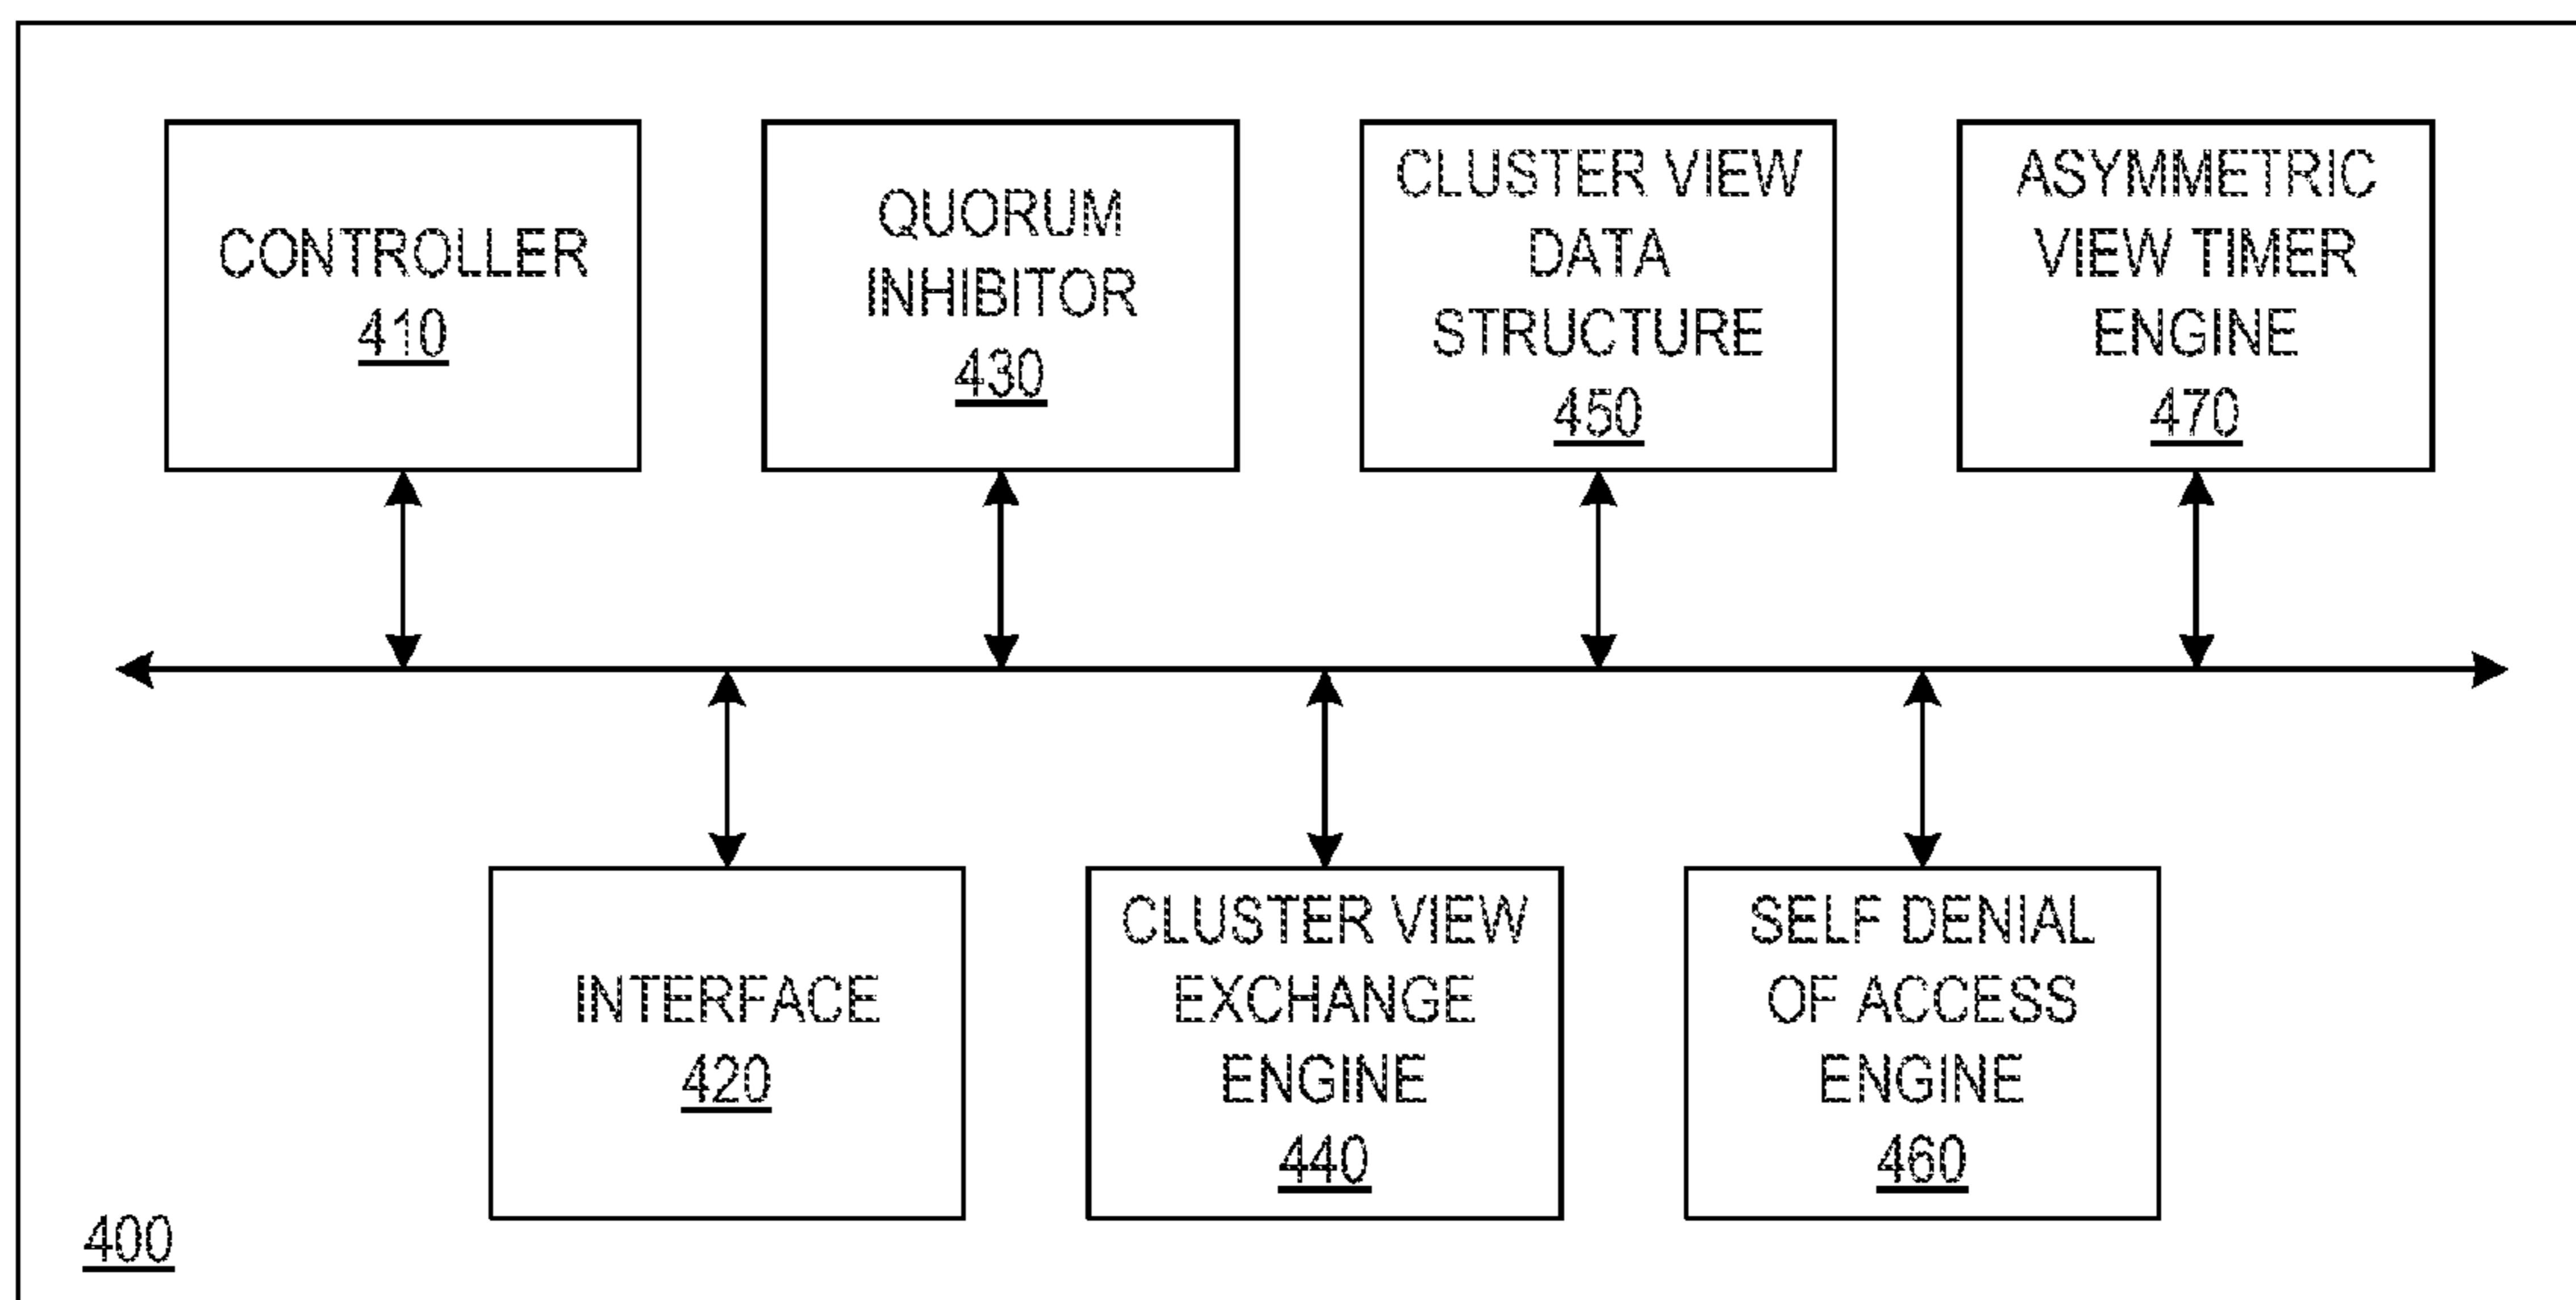 CONTROLLER
410
QUORUM
INHIBITOR
430
CLUSTER VIEW
DATA
STRUCTURE
450
ASYMMETRIC
VIEW TIMER
ENGINE
470
INTERFACE
420
CLUSTER VIEW
EXCHANGE
ENGINE
440
SELF DENIAL
OF ACCESS
ENGINE
460
400